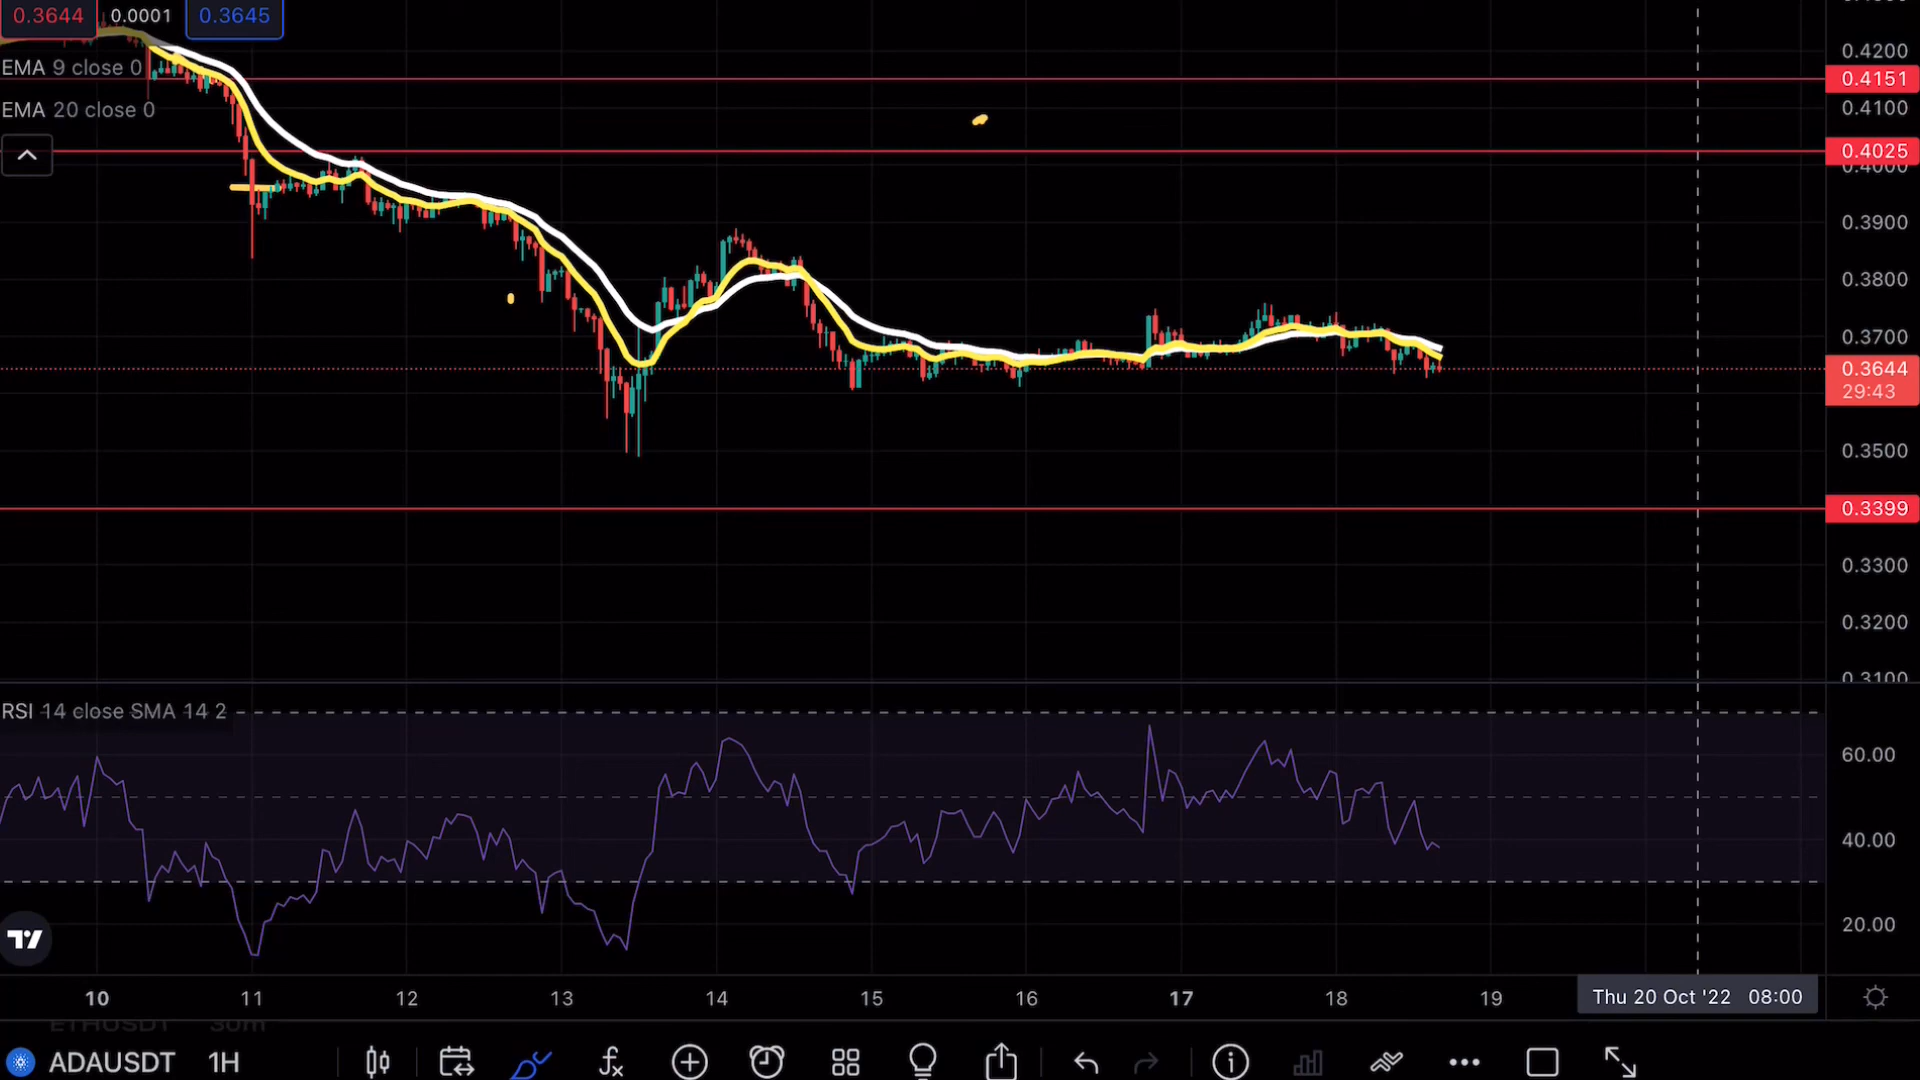 0.3644 0.0001 0.3645
EMA 9 close 0
EMA 20 close 0
0.4200
0.4151
0.4100
0.4025
0.4000
0.3900
0.3800
0.3700
0.3644
29:43
0.3500
0.3399
0.3300
0.3200
0.3100
RSI 14 close SMA 14 2
60.00
40.00
20.00
10 11 12 13 14 15 16 17 18 19 Thu 20 Oct '22 08:00
ETHUSDT 30m
ADAUSDT 1H